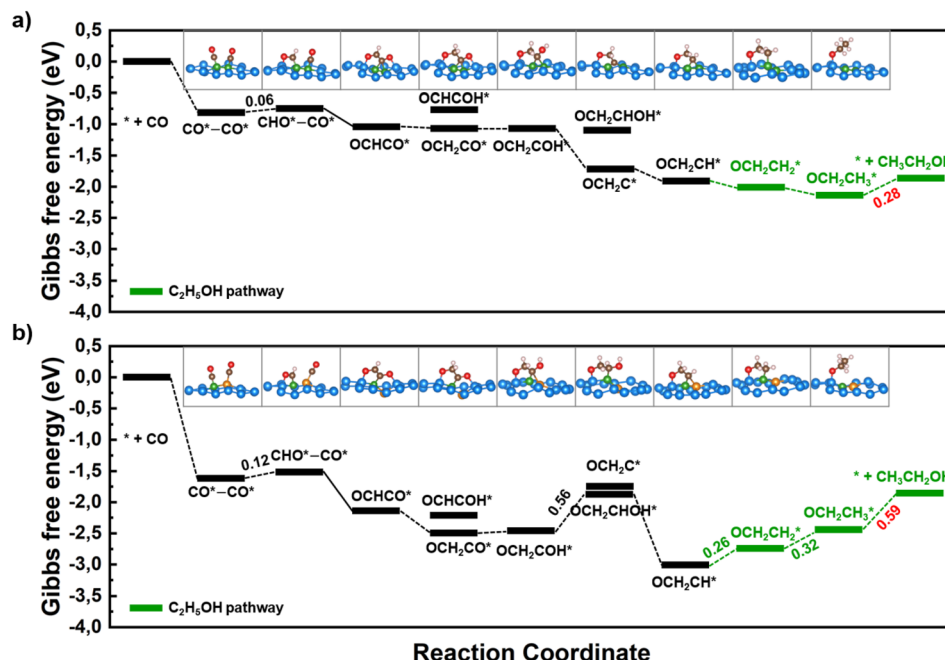 a)
Gibbs free energy (eV)
0,5
0,0
-0,5
-1,0
-1,5
-2,0
-2,5
-3,0
-3,5
-4,0
* + CO
CO*–CO*
0.06
CHO*–CO*
OCHCO*
OCHCOH*
OCH₂CO*
OCH₂COH*
OCH₂CHOH*
OCH₂C*
OCH₂CH*
OCH₂CH₂*
OCH₂CH₃*
0.28
* + CH₃CH₂OH
C₂H₅OH pathway
b)
Gibbs free energy (eV)
0,5
0,0
-0,5
-1,0
-1,5
-2,0
-2,5
-3,0
-3,5
-4,0
* + CO
CO*–CO*
0.12
CHO*–CO*
OCHCO*
OCHCOH*
OCH₂CO*
OCH₂COH*
0.56
OCH₂C*
OCH₂CHOH*
OCH₂CH*
0.26
OCH₂CH₂*
0.32
OCH₂CH₃*
0.59
* + CH₃CH₂OH
C₂H₅OH pathway
Reaction Coordinate